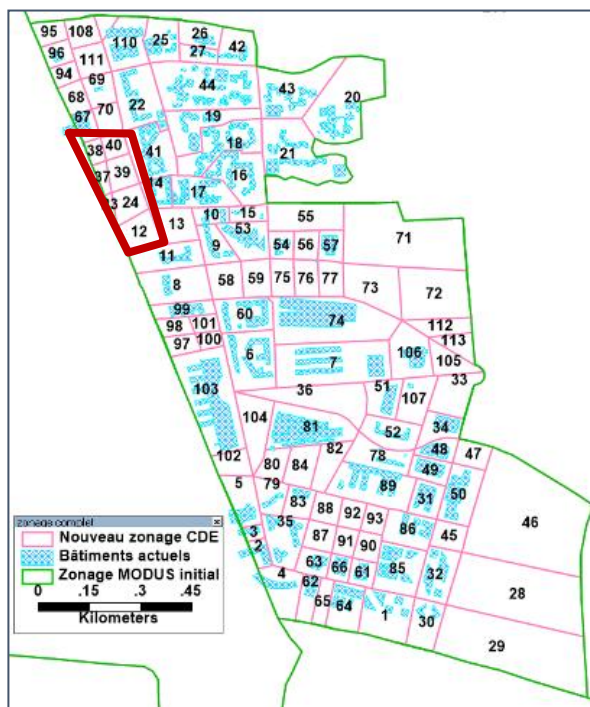 95 108 26
96 110 25 27 42
94 111
69 44 43
68 22 20
67 70 19
38 40 41 18 21
37 39 16
14 17
24
12 13 10 15 55
53
11 9 54 56 57 71
8 58 59 75 76 77 73 72
99 60 74
98 101 112
97 100 6 7 106 113
105
103 36 51 33
104 107
81 52 34
102 82 78 48 47
80 84 49
5 79 89 50 46
83 31
35 88 92 93 86
3 87 91 90 45
2 63 66 61 85 32
4 62 28
65 64 1 30
29
zonage complet x
Nouveau zonage CDE
Bâtiments actuels
Zonage MODUS initial
0 .15 .3 .45
Kilometers